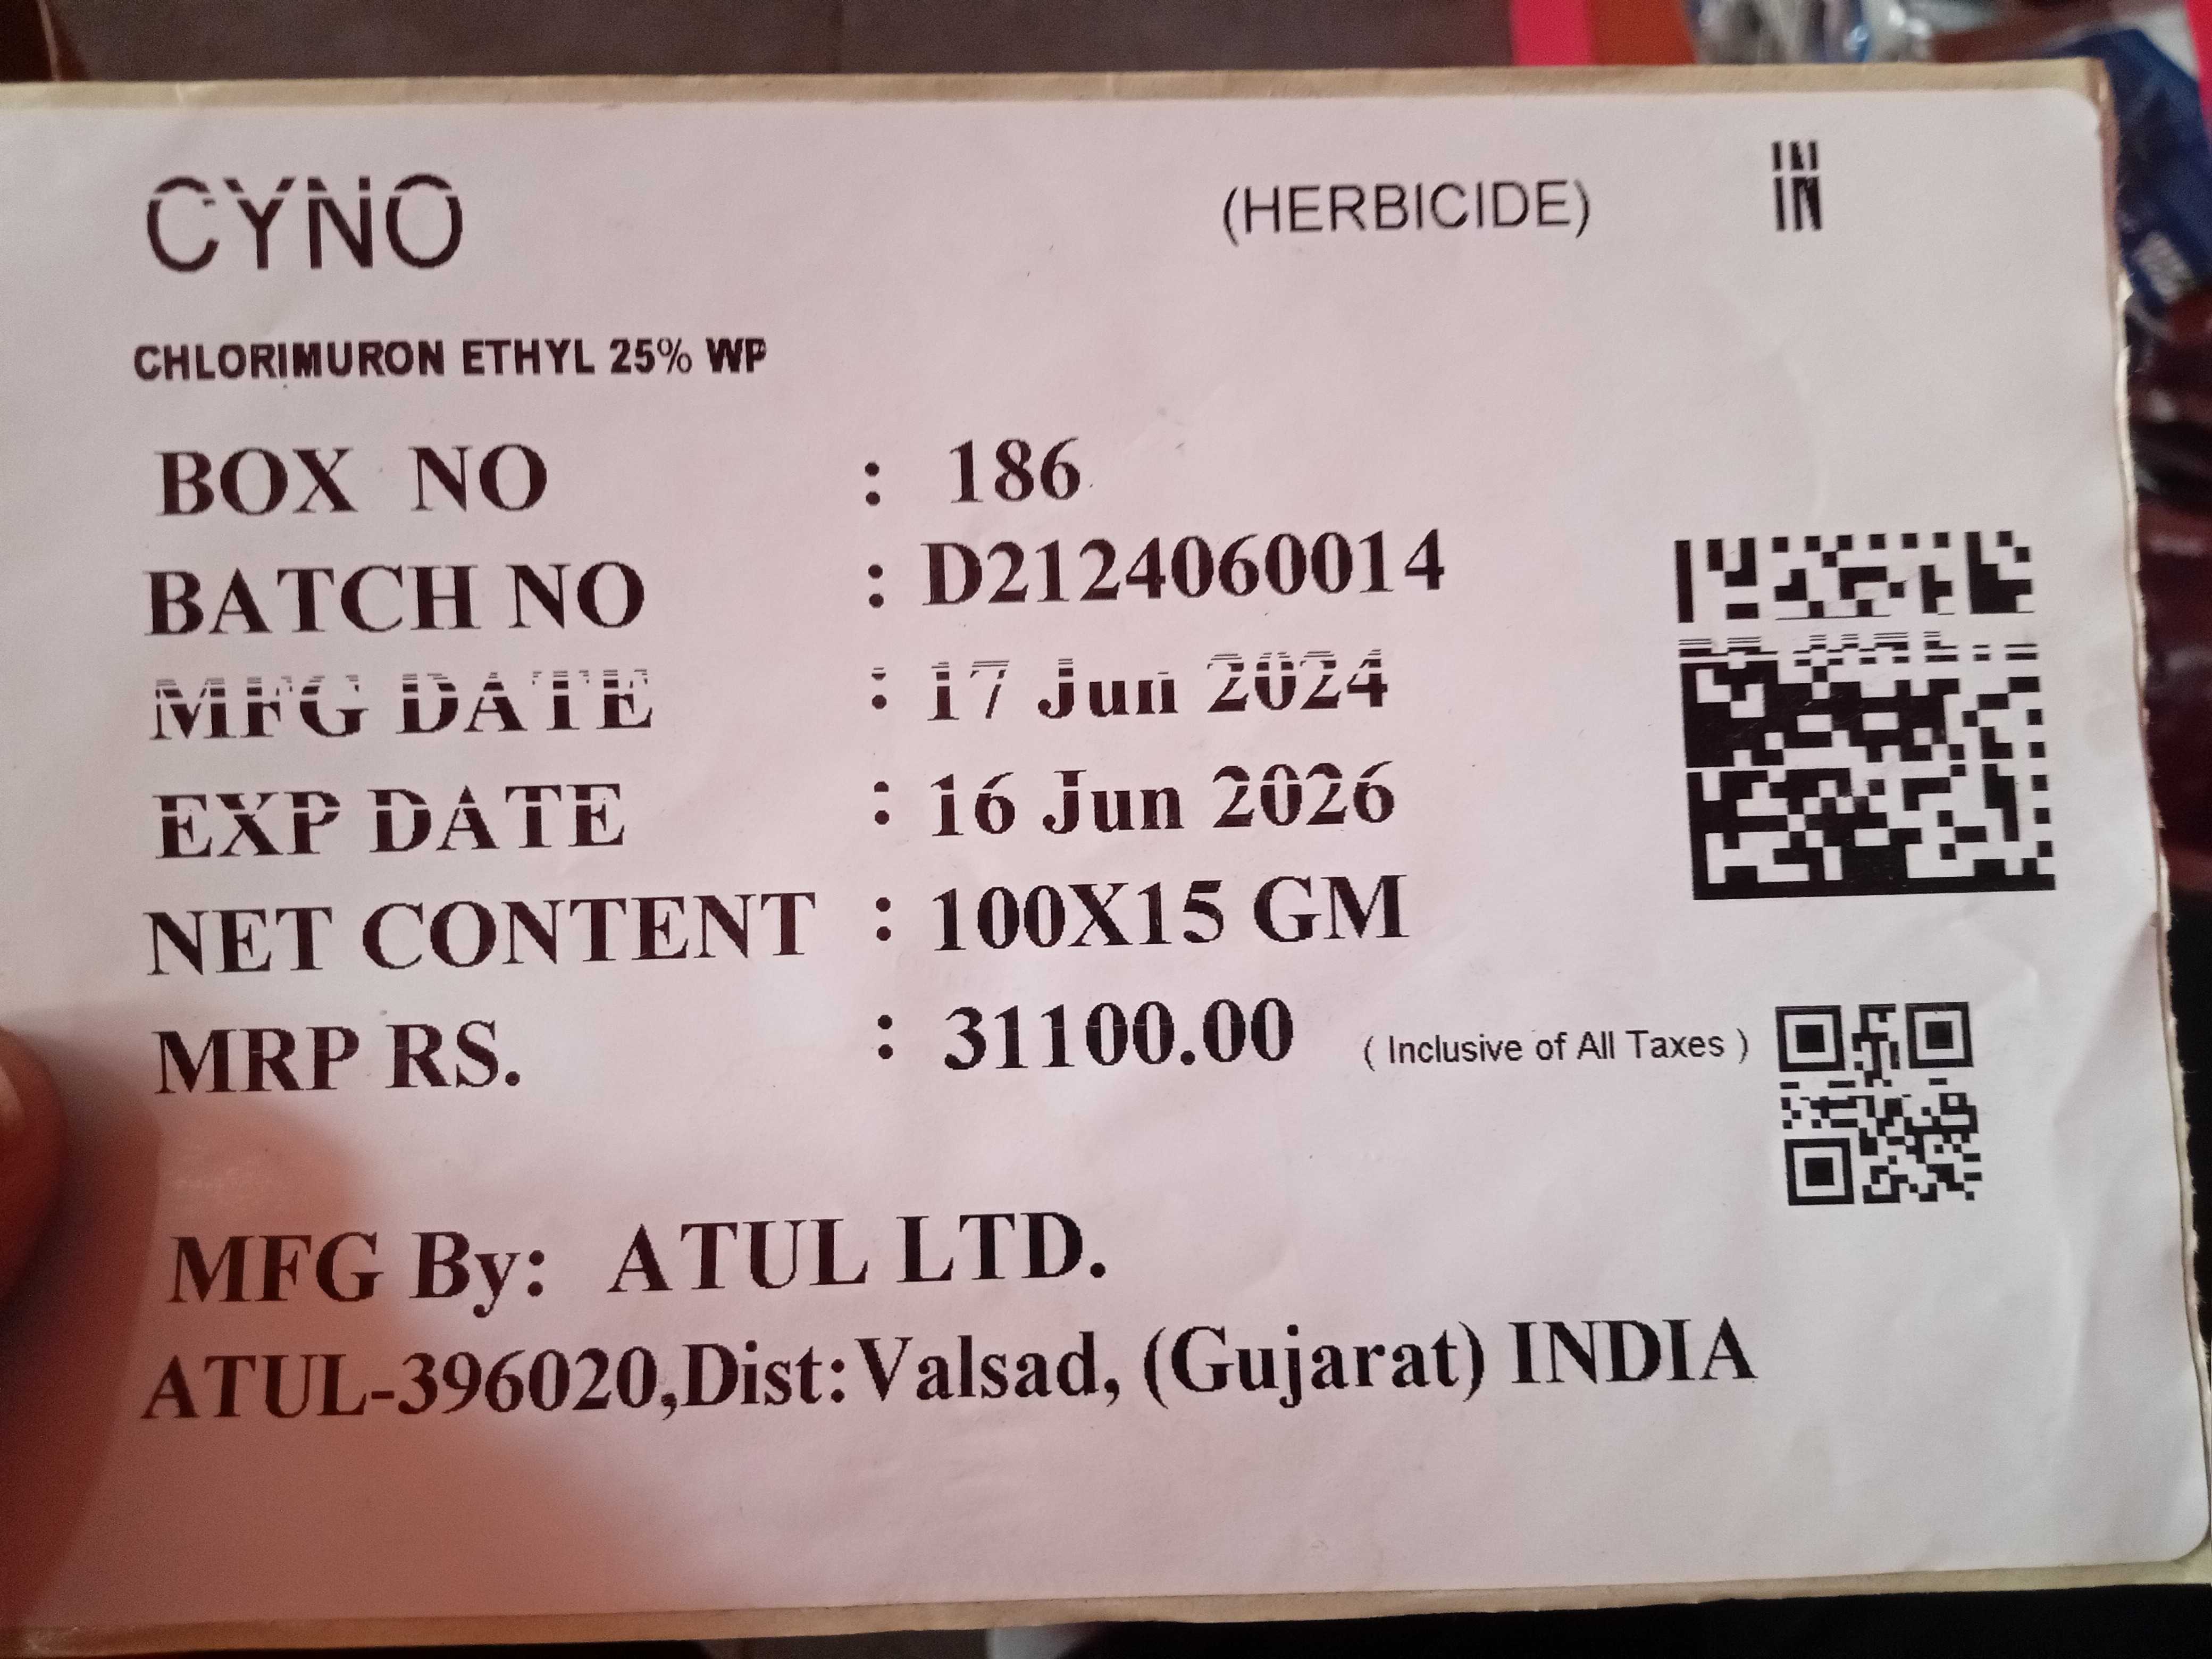 CYNO (HERBICIDE) IN
CHLORIMURON ETHYL 25% WP
BOX NO : 186
BATCH NO : D2124060014
MFG DATE : 17 Jun 2024
EXP DATE : 16 Jun 2026
NET CONTENT : 100X15 GM
MRP RS. : 31100.00 ( Inclusive of All Taxes )
MFG By: ATUL LTD.
ATUL-396020,Dist:Valsad, (Gujarat) INDIA